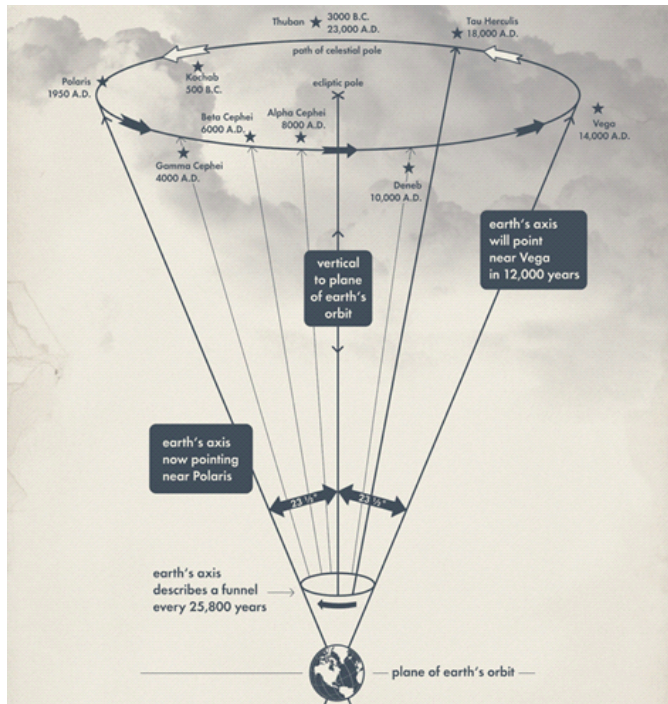 Thuban
3000 B.C.
23,000 A.D.
Tau Herculis
18,000 A.D.
path of celestial pole
Polaris
1950 A.D.
Kochab
500 B.C.
ecliptic pole
Beta Cephei
6000 A.D.
Alpha Cephei
8000 A.D.
Vega
14,000 A.D.
Gamma Cephei
4000 A.D.
Deneb
10,000 A.D.
earth's axis
will point
near Vega
in 12,000 years
vertical
to plane
of earth's
orbit
earth's axis
now pointing
near Polaris
23 ½°
23 ½°
earth's axis
describes a funnel
every 25,800 years
plane of earth's orbit